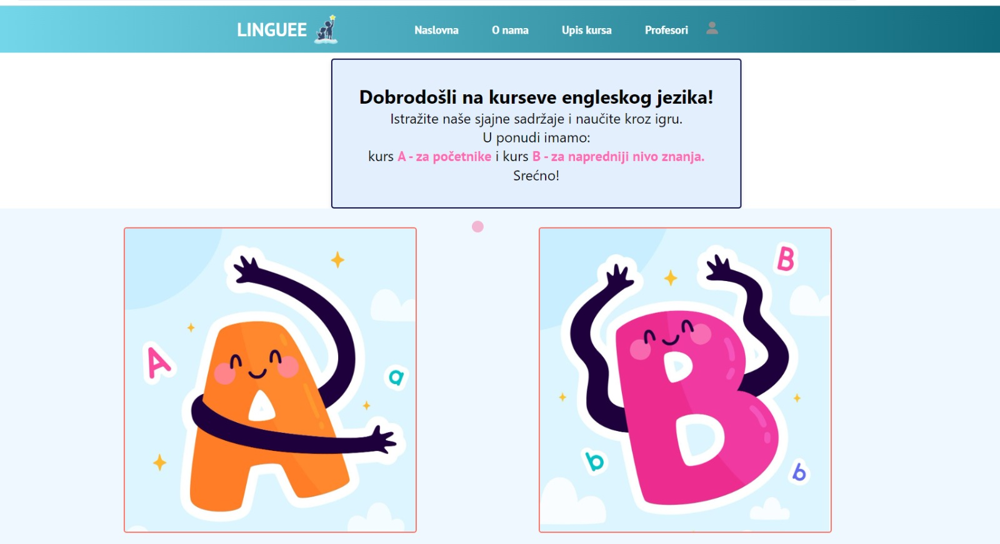 LINGUEE
Naslovna O nama Upis kursa Profesori
Dobrodošli na kurseve engleskog jezika!
Istražite naše sjajne sadržaje i naučite kroz igru.
U ponudi imamo:
kurs A - za početnike i kurs B - za napredniji nivo znanja.
Srećno!
A
a
A
B
B
b
b